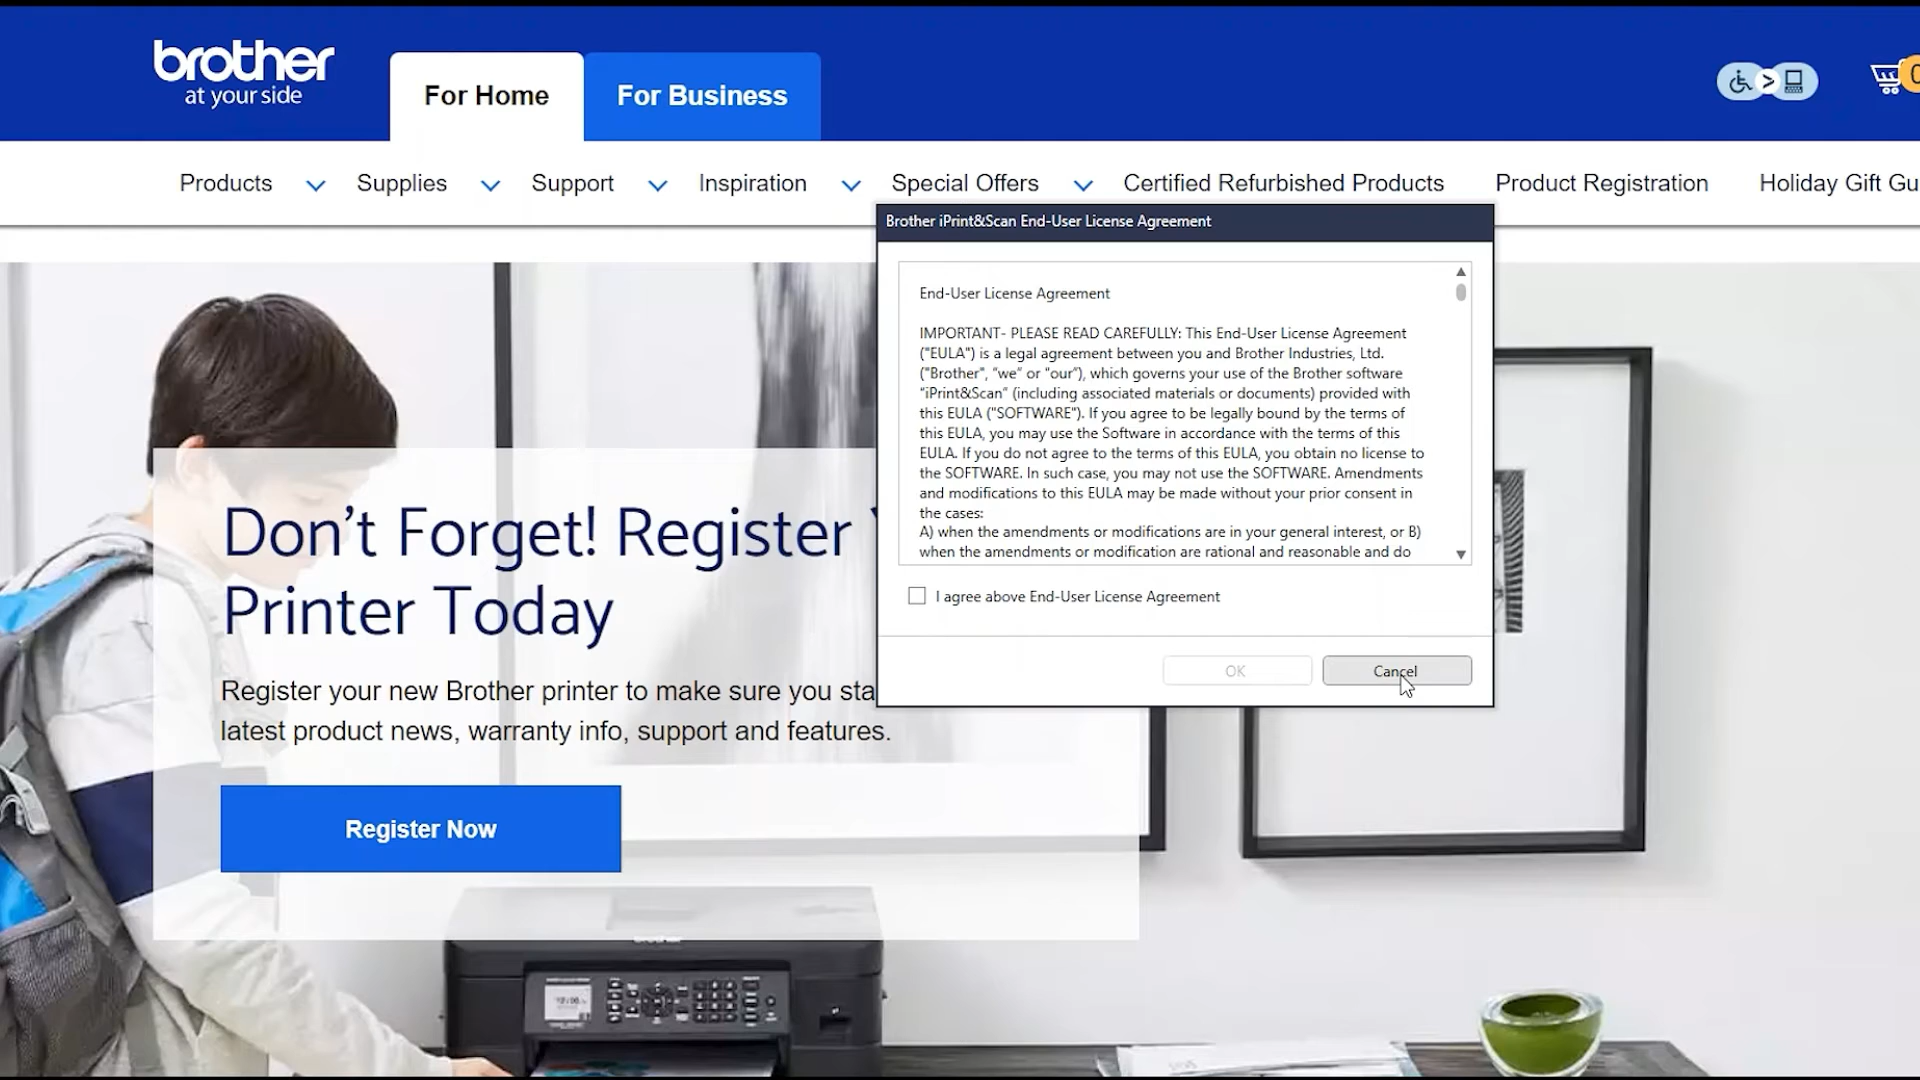 brother
at your side
For Home
For Business
Products
Supplies
Support
Inspiration
Special Offers
Certified Refurbished Products
Product Registration
Holiday Gift Gu
Brother iPrint&Scan End-User License Agreement
End-User License Agreement
IMPORTANT- PLEASE READ CAREFULLY: This End-User License Agreement
("EULA") is a legal agreement between you and Brother Industries, Ltd.
("Brother", "we" or "our"), which governs your use of the Brother software
"iPrint&Scan" (including associated materials or documents) provided with
this EULA ("SOFTWARE"). If you agree to be legally bound by the terms of
this EULA, you may use the Software in accordance with the terms of this
EULA. If you do not agree to the terms of this EULA, you obtain no license to
the SOFTWARE. In such case, you may not use the SOFTWARE. Amendments
and modifications to this EULA may be made without your prior consent in
the cases:
A) when the amendments or modifications are in your general interest, or B)
when the amendments or modification are rational and reasonable and do
I agree above End-User License Agreement
OK
Cancel
Don't Forget! Register
Printer Today
Register your new Brother printer to make sure you sta
latest product news, warranty info, support and features.
Register Now
brother